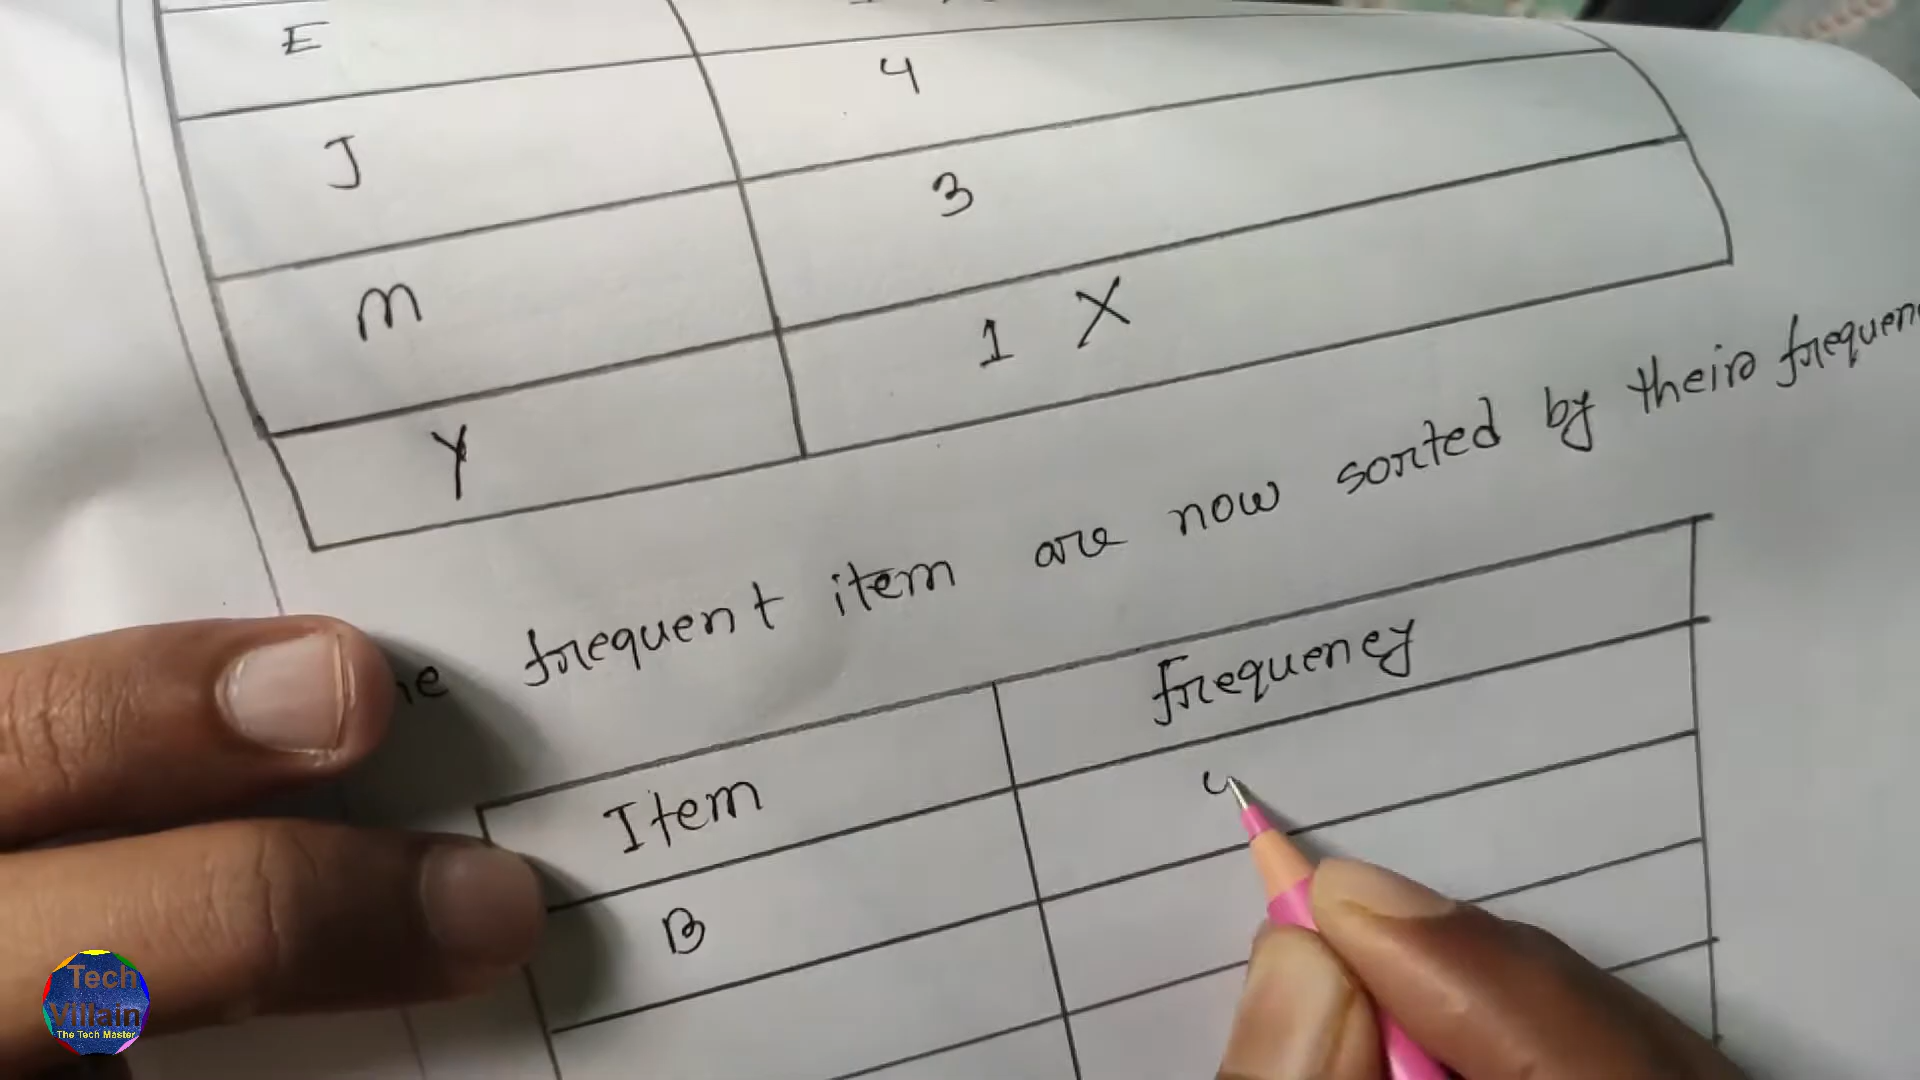 E
J 4
m 3
Y 1 X
frequent item are now sorted by their
Item frequency
B
Tech
Villain
The Tech Master